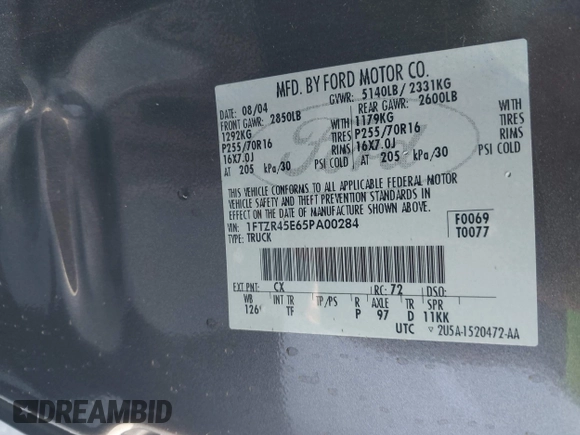 MFD. BY FORD MOTOR CO.
DATE: 08/04 GVWR: 5140LB/ 2331KG
FRONT GAWR: 2850LB REAR GAWR: 2600LB
1292KG 1179KG
P255/70R16 TIRES P255/70R16 TIRES
16X7.0J RIMS 16X7.0J RIMS
AT 205 kPa/30 PSI COLD AT 205 kPa/30 PSI COLD
Ford
THIS VEHICLE CONFORMS TO ALL APPLICABLE FEDERAL MOTOR
VEHICLE SAFETY AND THEFT PREVENTION STANDARDS IN
EFFECT ON THE DATE OF MANUFACTURE SHOWN ABOVE.
VIN: 1FTZR45E65PA00284 F0069
TYPE: TRUCK T0077
EXT PNT: CX RC: 72 DSO:
WB INT TR TP/PS R AXLE TR SPR
126 TF P 97 D 11KK
UTC 2U5A-1520472-AA
DREAMBID